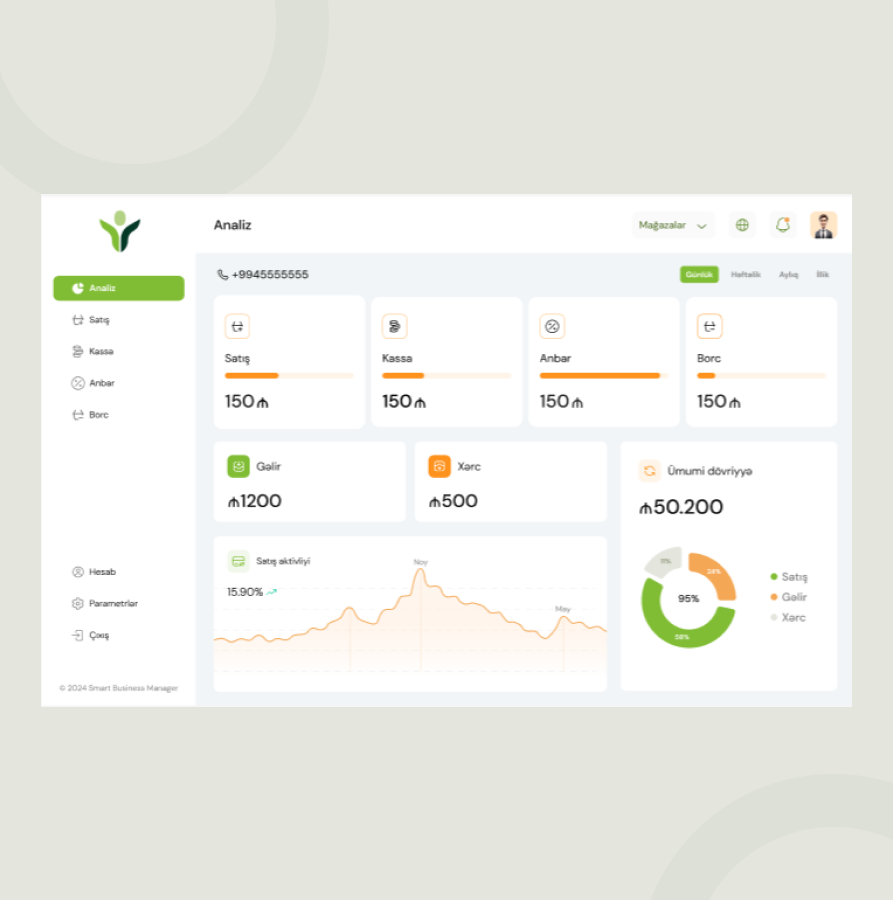 Analiz
Mağazalar
Analiz
Satış
Kassa
Anbar
Borc
Hesab
Parametrlər
Çıxış
© 2024 Smart Business Manager
+9945555555
Günlük
Həftəlik
Aylıq
İllik
Satış
150₼
Kassa
150₼
Anbar
150₼
Borc
150₼
Gəlir
₼1200
Xərc
₼500
Ümumi dövriyyə
₼50.200
Satış aktivliyi
15.90%
Noy
May
11%
24%
95%
58%
Satış
Gəlir
Xərc